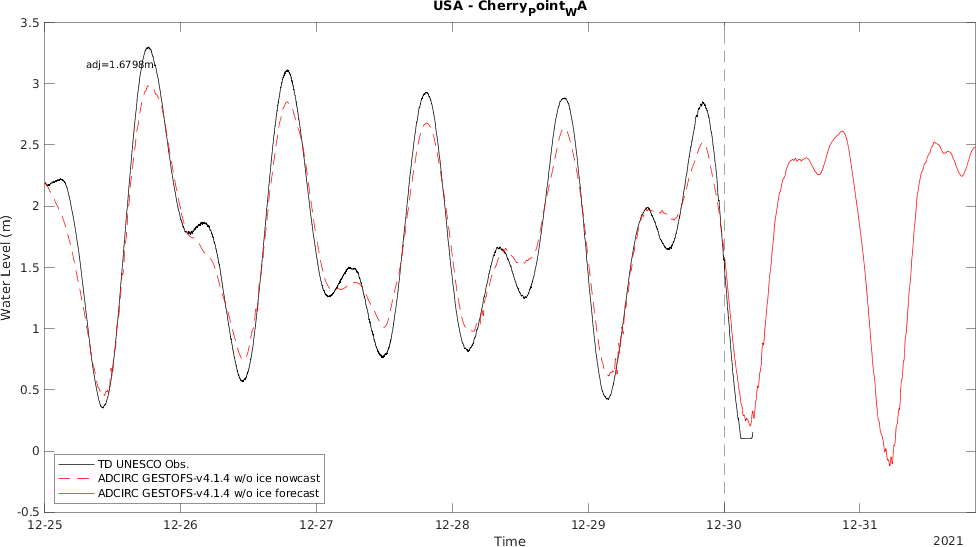 USA - Cherry_Point_WA
adj=1.6798m
3.5
3
2.5
2
1.5
1
0.5
0
-0.5
Water Level (m)
TD UNESCO Obs.
ADCIRC GESTOFS-v4.1.4 w/o ice nowcast
ADCIRC GESTOFS-v4.1.4 w/o ice forecast
12-25 12-26 12-27 12-28 12-29 12-30 12-31
Time
2021